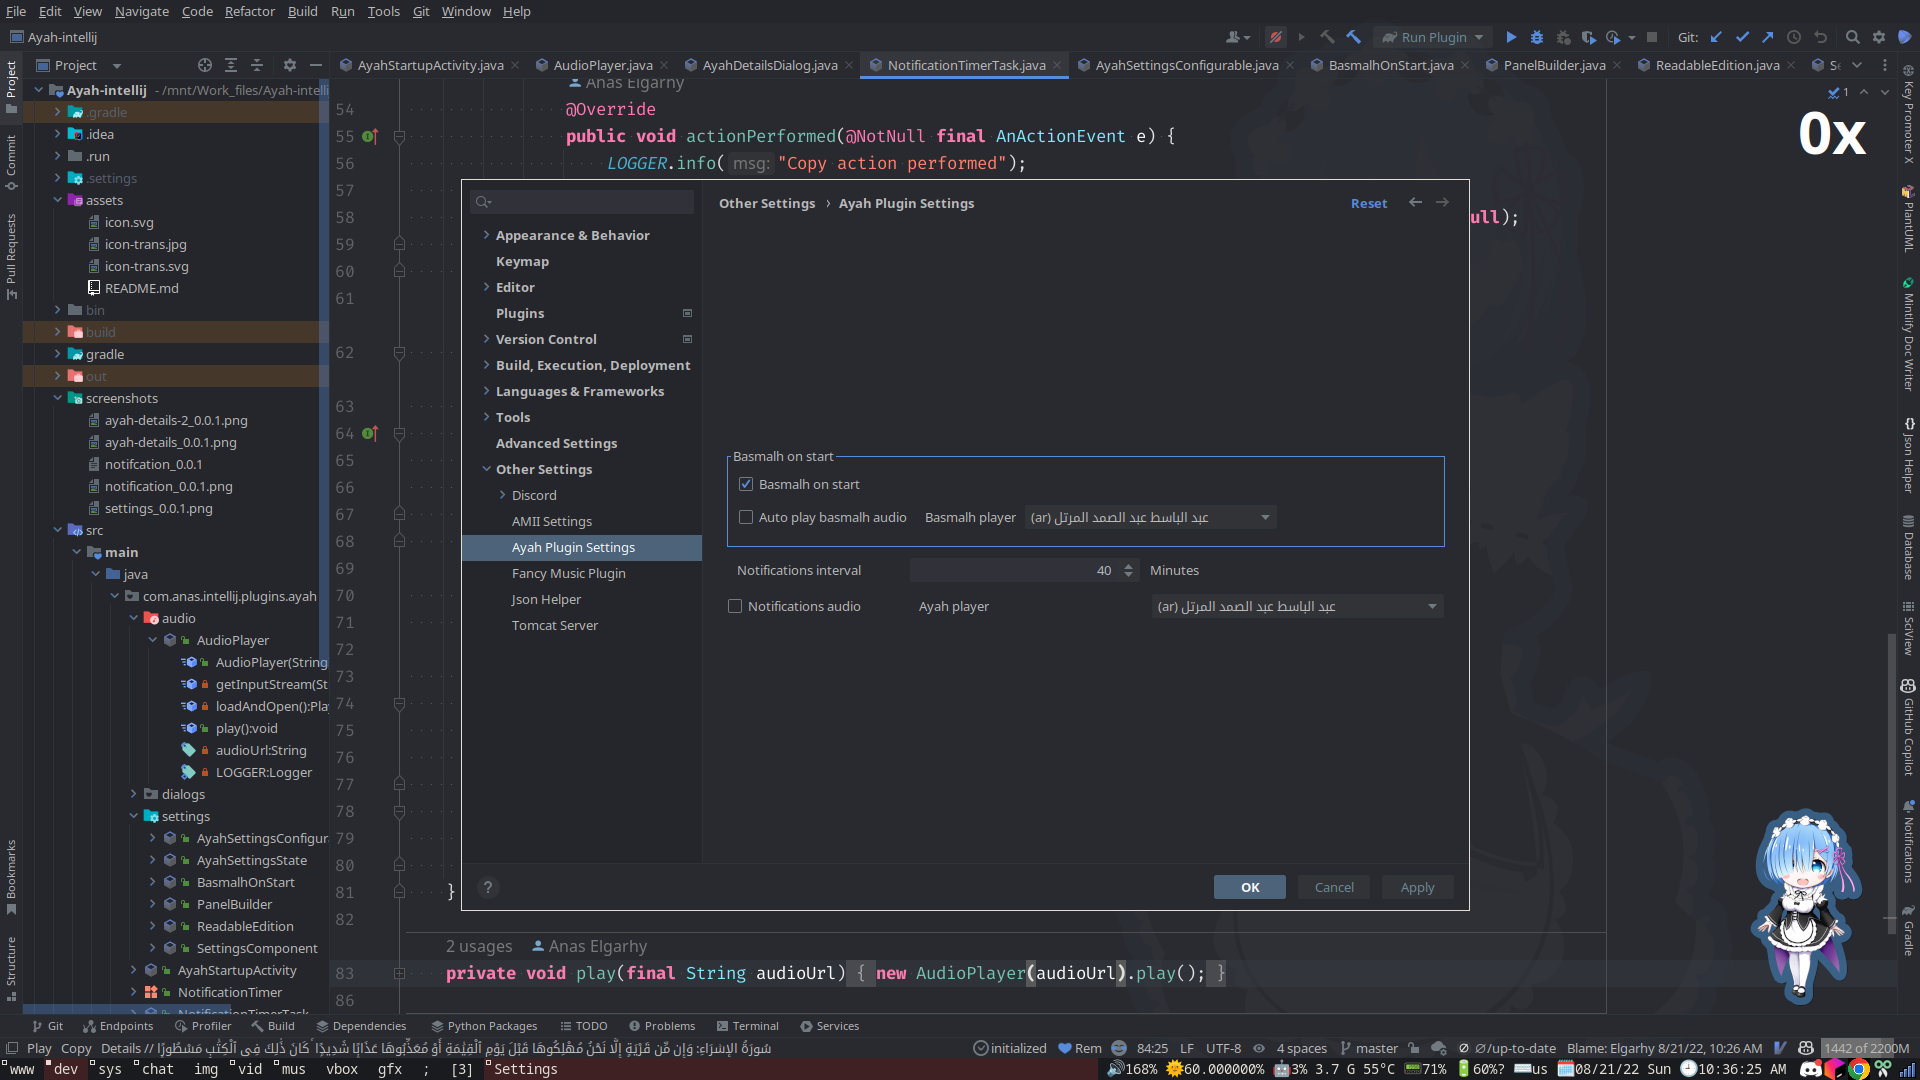 File Edit View Navigate Code Refactor Build Run Tools Git Window Help
Ayah-intellij
Run Plugin
Git:
Project
AyahStartupActivity.java
AudioPlayer.java
AyahDetailsDialog.java
NotificationTimerTask.java
AyahSettingsConfigurable.java
BasmalhOnStart.java
PanelBuilder.java
ReadableEdition.java
Project
Commit
Pull Requests
Bookmarks
Structure
Ayah-intellij - /mnt/Work_files/Ayah-intelli
.gradle
.idea
.run
.settings
assets
icon.svg
icon-trans.jpg
icon-trans.svg
README.md
bin
build
gradle
out
screenshots
ayah-details-2_0.0.1.png
ayah-details_0.0.1.png
notifcation_0.0.1
notification_0.0.1.png
settings_0.0.1.png
src
main
java
com.anas.intellij.plugins.ayah
audio
AudioPlayer
AudioPlayer(String
getInputStream(St
loadAndOpen():Pla
play():void
audioUrl:String
LOGGER:Logger
dialogs
settings
AyahSettingsConfigur
AyahSettingsState
BasmalhOnStart
PanelBuilder
ReadableEdition
SettingsComponent
AyahStartupActivity
NotificationTimer
NotificationTimerTask
Anas Elgarhy
54 @Override
55 public void actionPerformed(@NotNull final AnActionEvent e) {
56 LOGGER.info( msg: "Copy action performed");
57
58 ull);
59
60
61
62
63
64
65
66
67
68
69
70
71
72
73
74
75
76
77
78
79
80
81 }
82
2 usages Anas Elgarhy
83 private void play(final String audioUrl) { new AudioPlayer(audioUrl).play(); }
86
1
0x
Other Settings › Ayah Plugin Settings
Reset
Appearance & Behavior
Keymap
Editor
Plugins
Version Control
Build, Execution, Deployment
Languages & Frameworks
Tools
Advanced Settings
Other Settings
Discord
AMII Settings
Ayah Plugin Settings
Fancy Music Plugin
Json Helper
Tomcat Server
Basmalh on start
Basmalh on start
Auto play basmalh audio Basmalh player عبد الباسط عبد الصمد المرتل (ar)
Notifications interval 40 Minutes
Notifications audio Ayah player عبد الباسط عبد الصمد المرتل (ar)
?
OK Cancel Apply
Key Promoter X
PlantUML
Mintlify Doc Writer
Json Helper
Database
SciView
GitHub Copilot
Notifications
Gradle
Git Endpoints Profiler Build Dependencies Python Packages TODO Problems Terminal Services
Play Copy Details // سُورَةُ الإِسۡرَاءِ: وَإِن مِّن قَرۡيَةٍ إِلَّا نَحۡنُ مُهۡلِكُوهَا قَبۡلَ يَوۡمِ ٱلۡقِيَٰمَةِ أَوۡ مُعَذِّبُوهَا عَذَابٗا شَدِيدٗاۚ كَانَ ذَٰلِكَ فِي ٱلۡكِتَٰبِ مَسۡطُورٗا
initialized Rem 84:25 LF UTF-8 4 spaces master Ø/up-to-date Blame: Elgarhy 8/21/22, 10:26 AM 1442 of 2200M
www dev sys chat img vid mus vbox gfx ; [3] Settings
168% 60.000000% 3% 3.7 G 55°C 71% 60%? us 08/21/22 Sun 10:36:25 AM